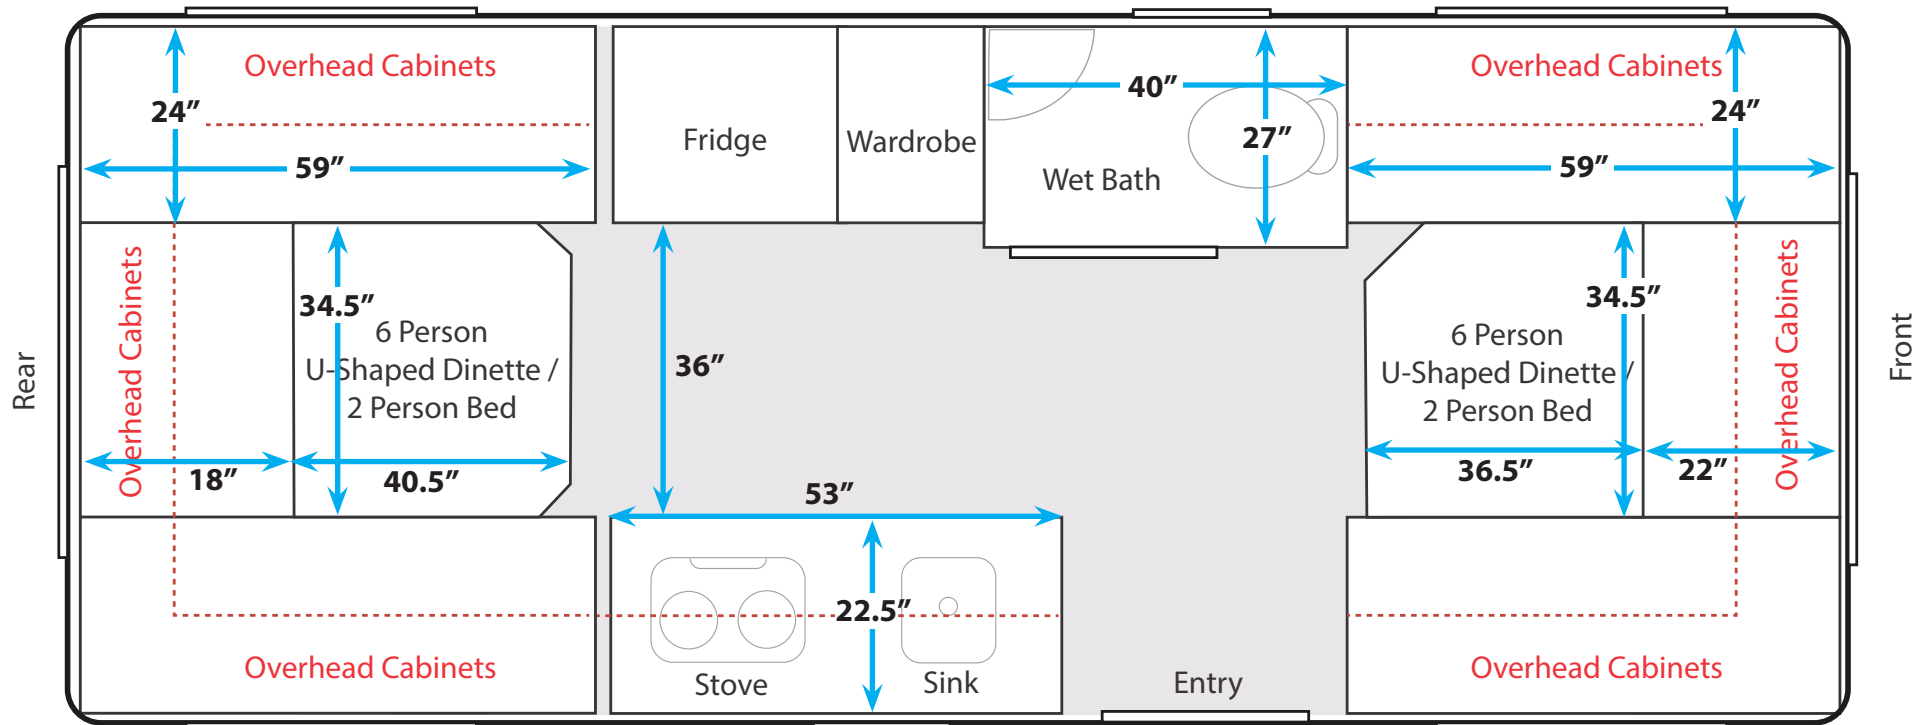 Overhead Cabinets
Overhead Cabinets
24”
40”
24”
Fridge
Wardrobe
27”
59”
Wet Bath
59”
Overhead Cabinets
34.5”
6 Person
U-Shaped Dinette /
2 Person Bed
36”
34.5”
6 Person
U-Shaped Dinette /
2 Person Bed
Overhead Cabinets
Rear
Front
18”
40.5”
53”
36.5”
22”
22.5”
Overhead Cabinets
Stove
Sink
Entry
Overhead Cabinets